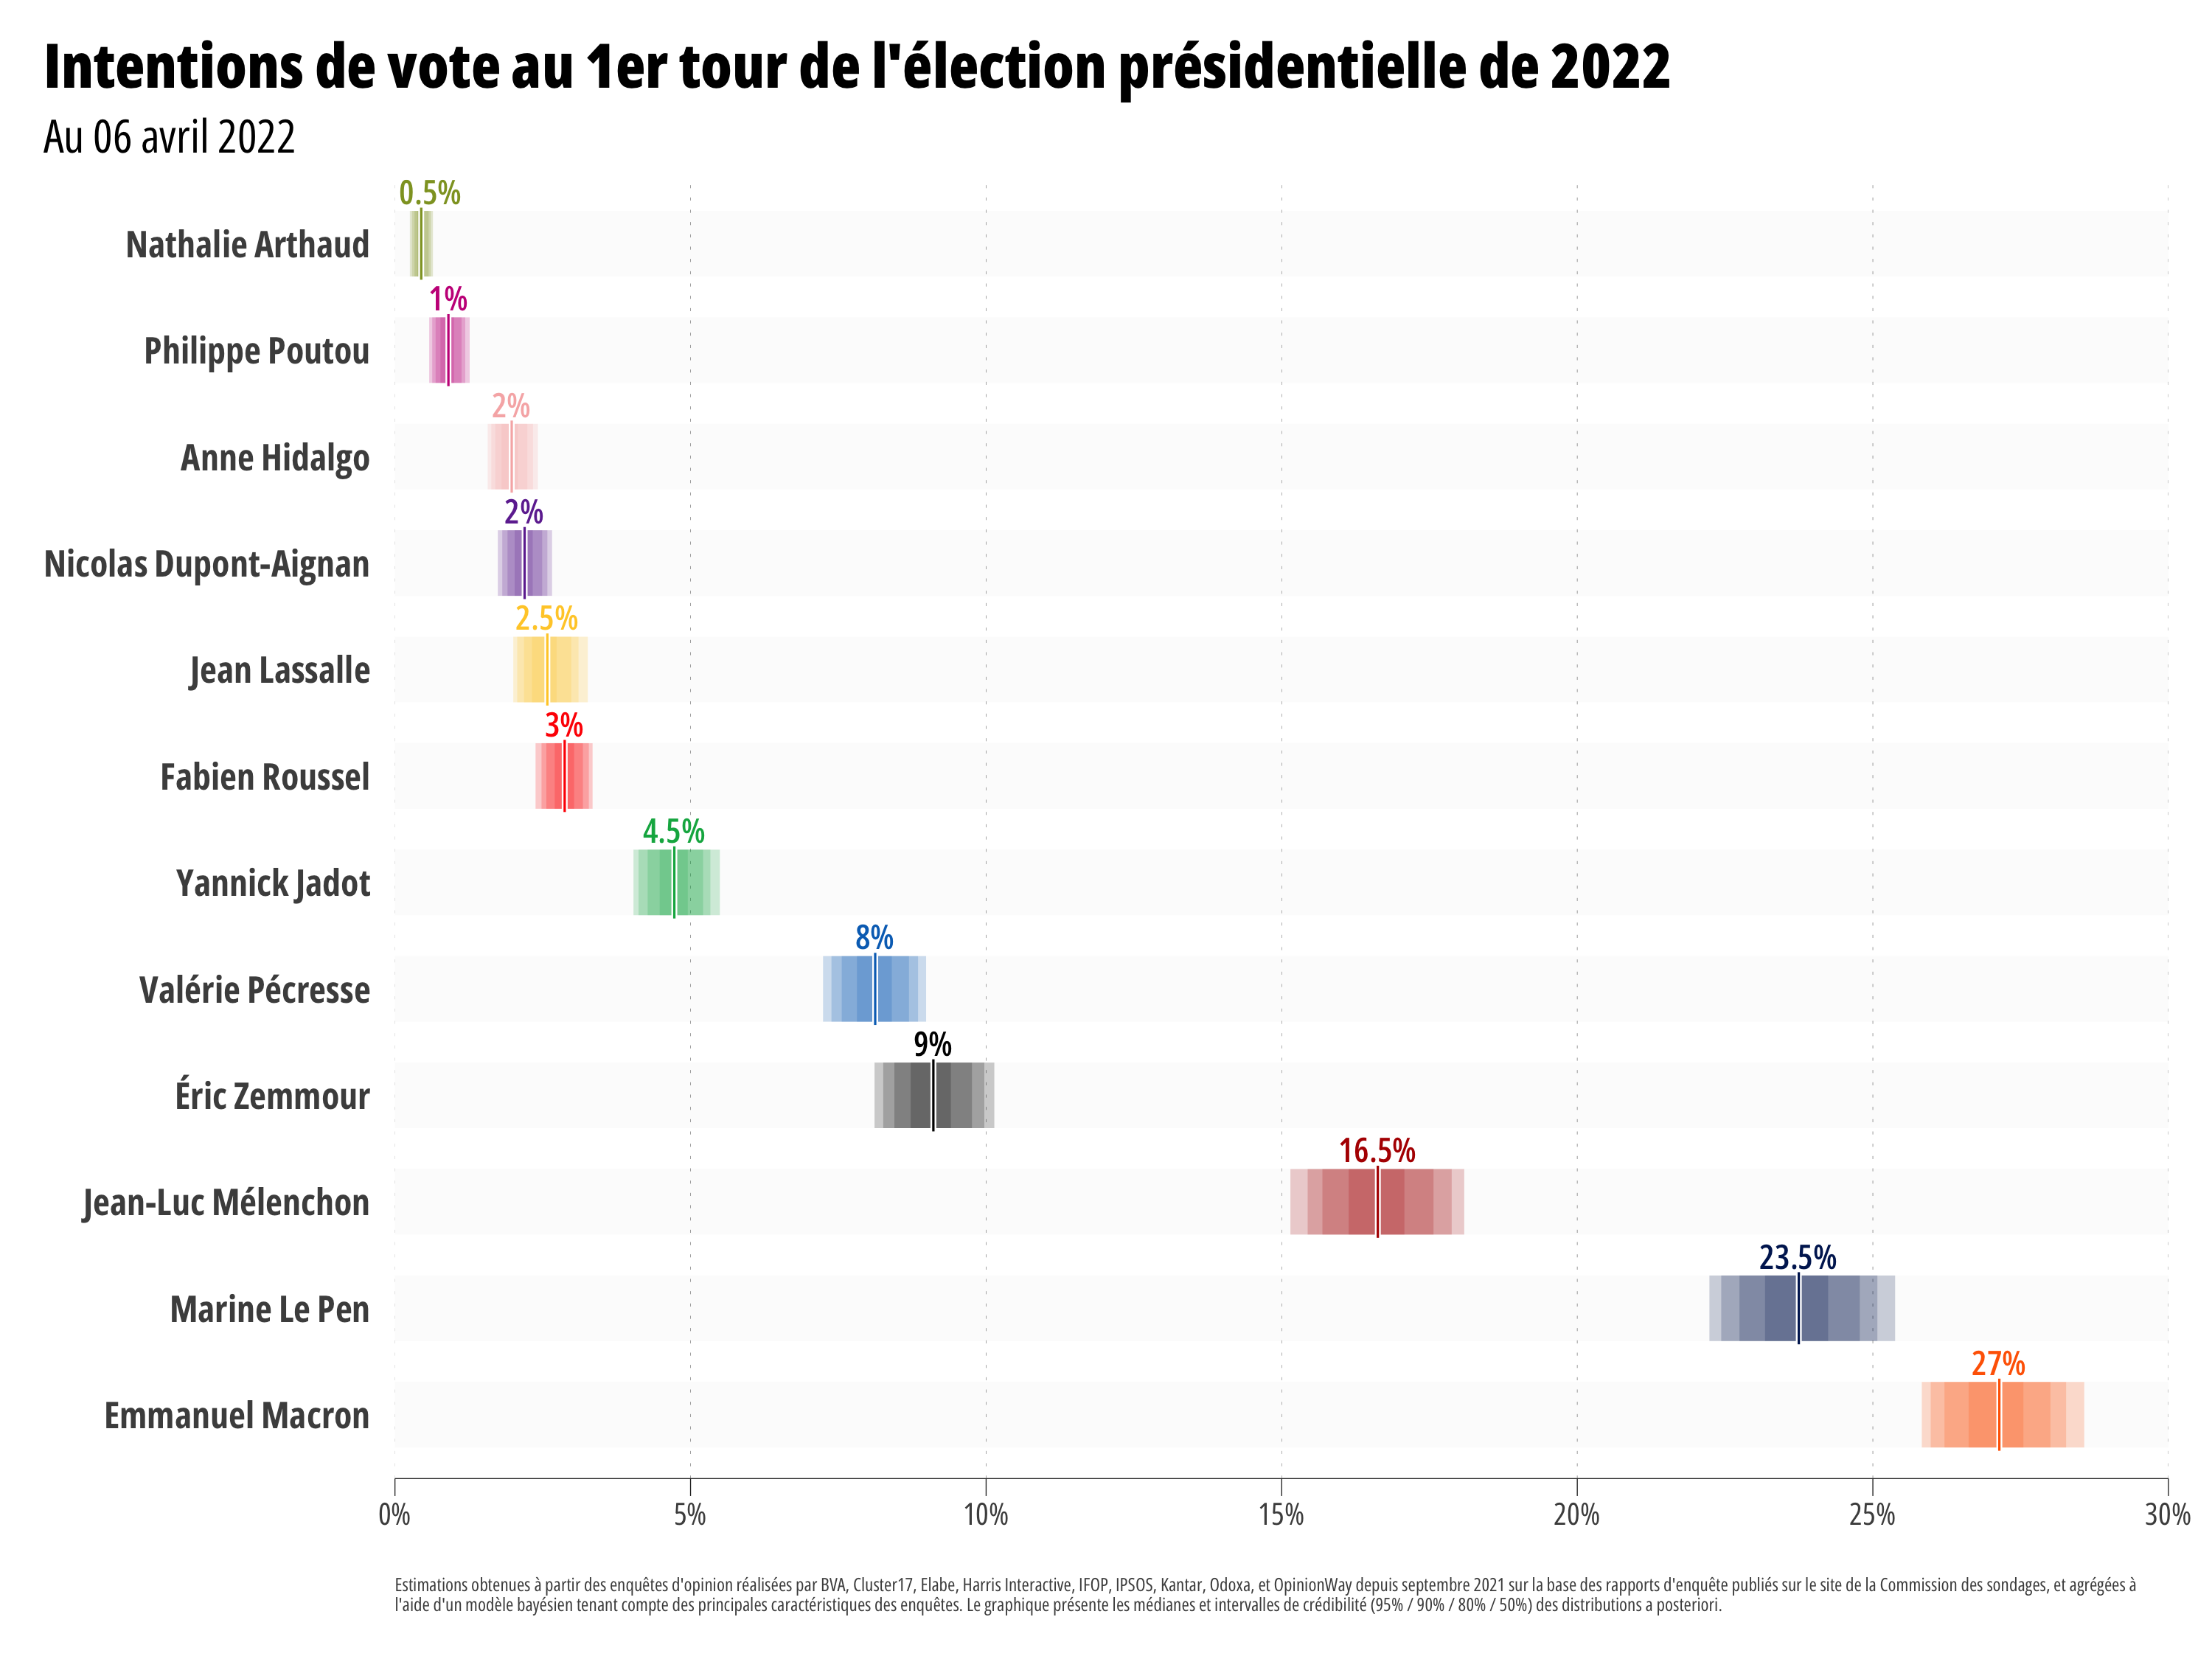 Intentions de vote au 1er tour de l'élection présidentielle de 2022
Au 06 avril 2022
0.5%
Nathalie Arthaud
1%
Philippe Poutou
2%
Anne Hidalgo
2%
Nicolas Dupont-Aignan
2.5%
Jean Lassalle
3%
Fabien Roussel
4.5%
Yannick Jadot
8%
Valérie Pécresse
9%
Éric Zemmour
16.5%
Jean-Luc Mélenchon
23.5%
Marine Le Pen
27%
Emmanuel Macron
0% 5% 10% 15% 20% 25% 30%
Estimations obtenues à partir des enquêtes d'opinion réalisées par BVA, Cluster17, Elabe, Harris Interactive, IFOP, IPSOS, Kantar, Odoxa, et OpinionWay depuis septembre 2021 sur la base des rapports d'enquête publiés sur le site de la Commission des sondages, et agrégées à
l'aide d'un modèle bayésien tenant compte des principales caractéristiques des enquêtes. Le graphique présente les médianes et intervalles de crédibilité (95% / 90% / 80% / 50%) des distributions a posteriori.